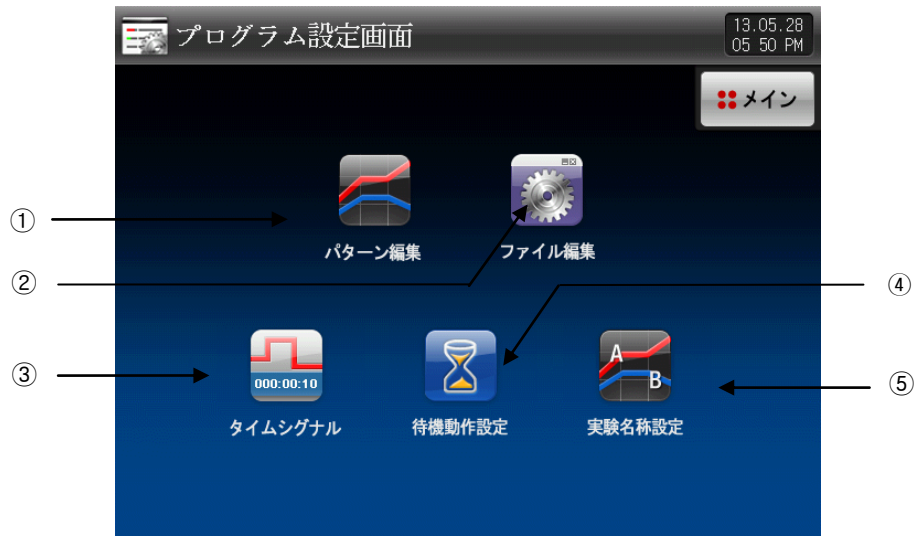 プログラム設定画面
13.05.28
05 50 PM
メイン
①
パターン編集
ファイル編集
②
④
③
000:00:10
A
B
⑤
タイムシグナル
待機動作設定
実験名称設定